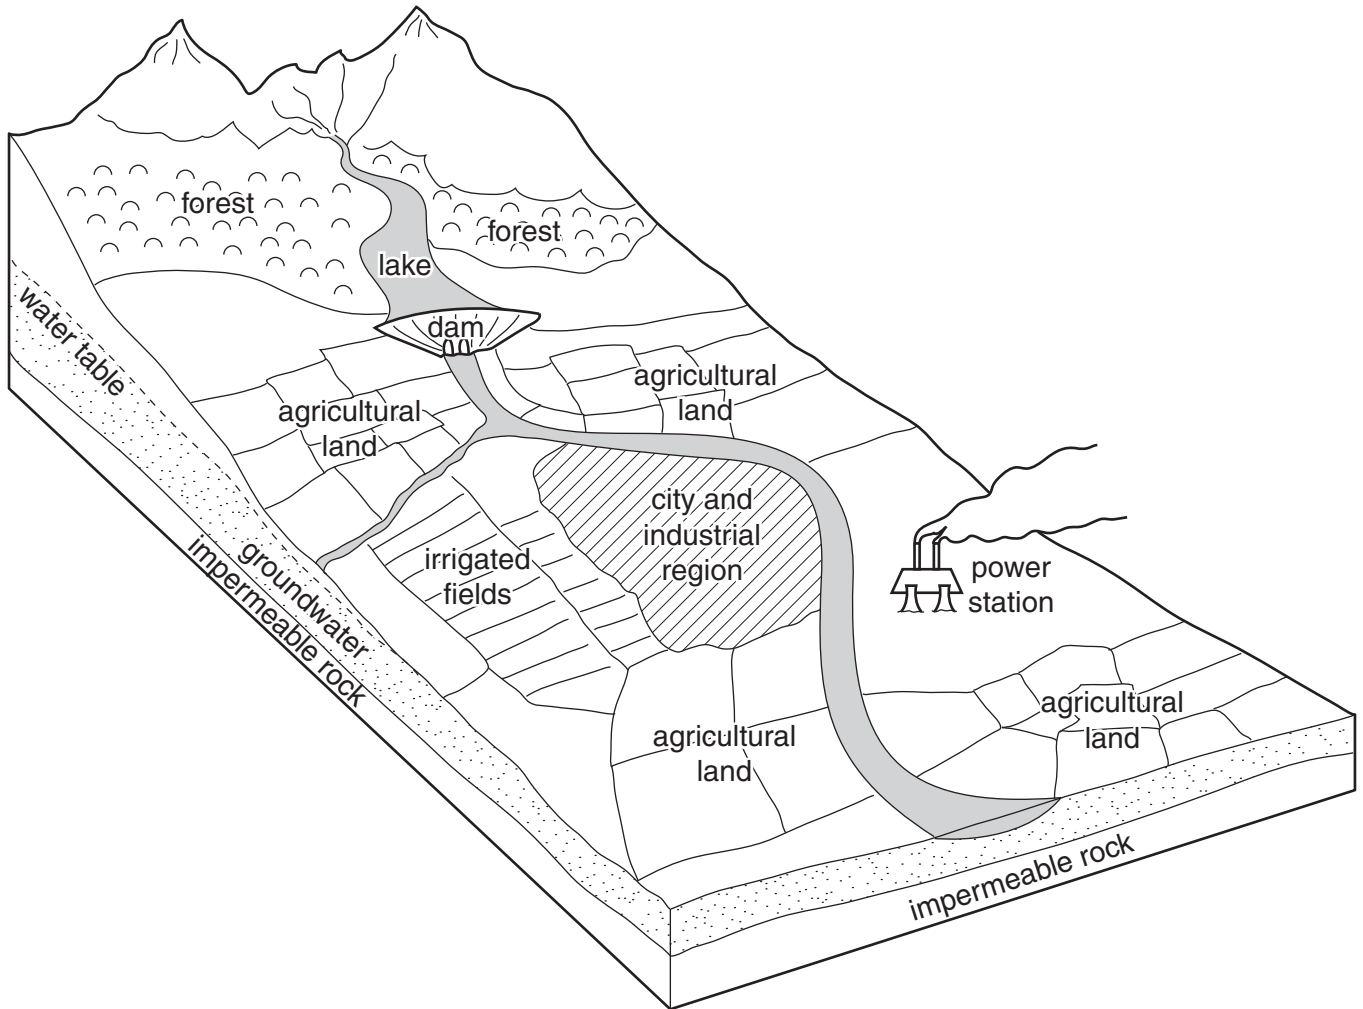 forest
forest
lake
water table
dam
agricultural
land
agricultural
land
city and
industrial
region
irrigated
fields
groundwater
impermeable rock
power
station
agricultural
land
agricultural
land
impermeable rock